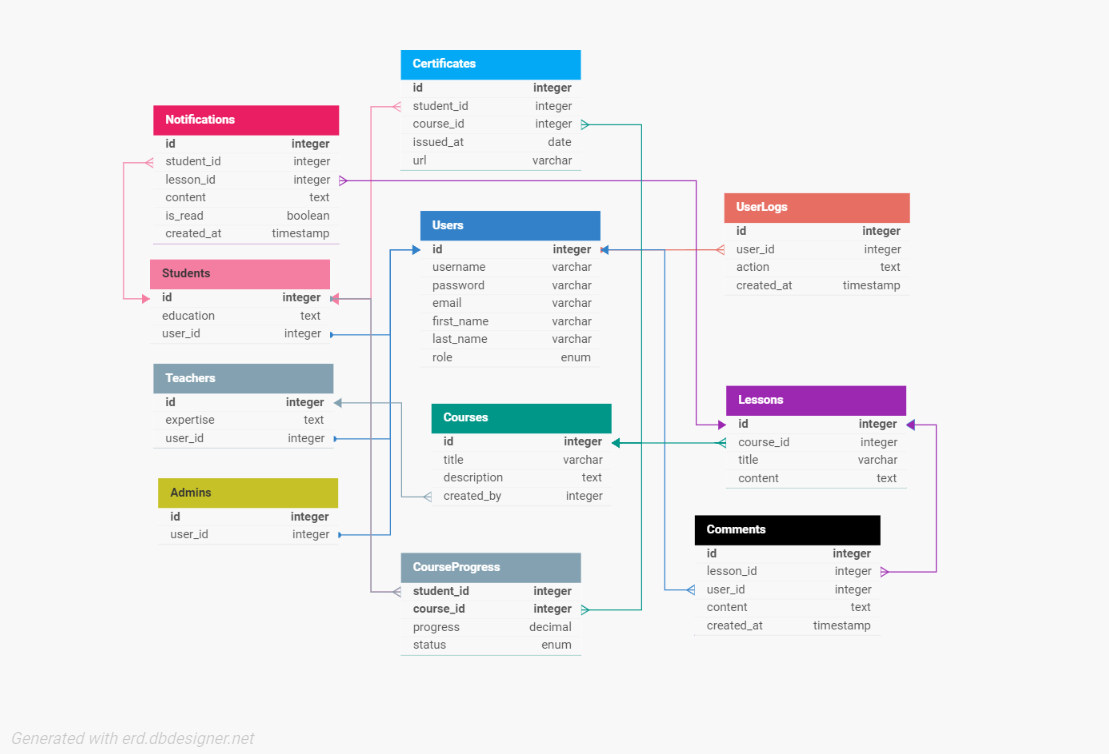 Certificates
id integer
student_id integer
course_id integer
issued_at date
url varchar
Notifications
id integer
student_id integer
lesson_id integer
content text
is_read boolean
created_at timestamp
Users
id integer
username varchar
password varchar
email varchar
first_name varchar
last_name varchar
role enum
UserLogs
id integer
user_id integer
action text
created_at timestamp
Students
id integer
education text
user_id integer
Teachers
id integer
expertise text
user_id integer
Courses
id integer
title varchar
description text
created_by integer
Lessons
id integer
course_id integer
title varchar
content text
Admins
id integer
user_id integer
CourseProgress
student_id integer
course_id integer
progress decimal
status enum
Comments
id integer
lesson_id integer
user_id integer
content text
created_at timestamp
Generated with erd.dbdesigner.net